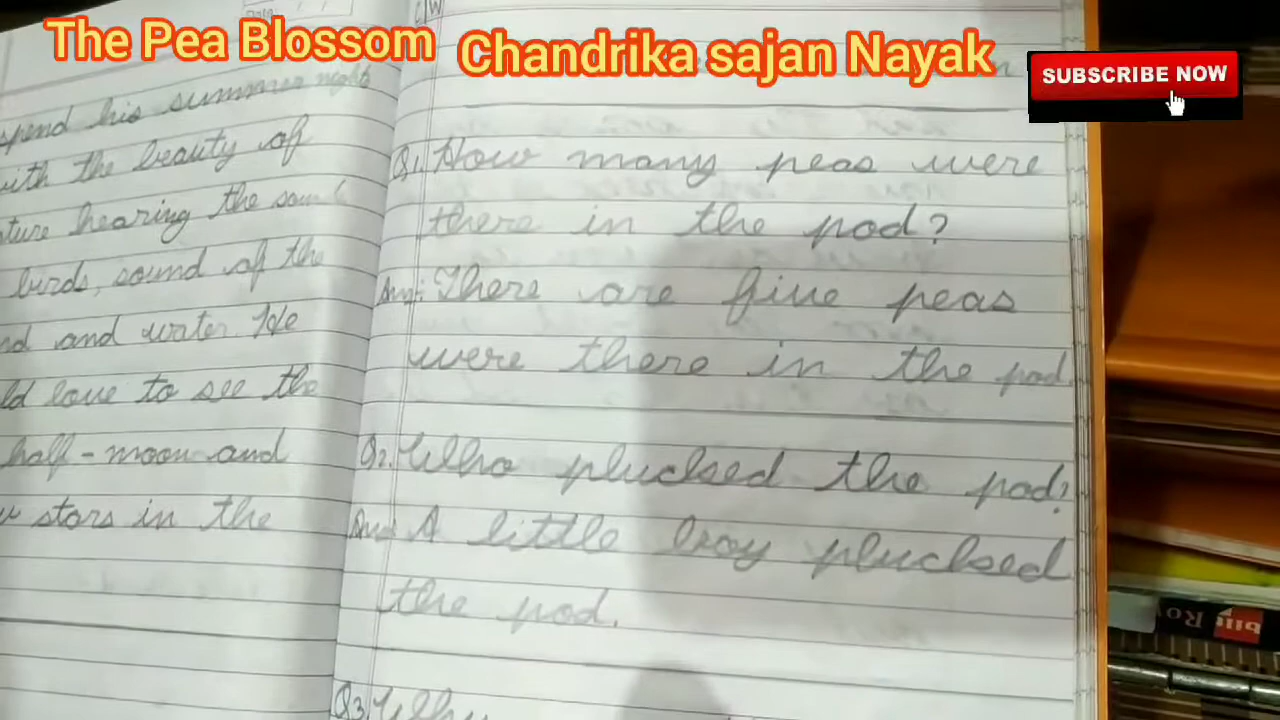 The Pea Blossom
Chandrika sajan Nayak
SUBSCRIBE NOW
C/W
spend his summer night
with the beauty of
hearing the
birds, sound of the
and water. He
love to see the
half-moon and
stars in the
Q1. How many peas were
there in the pod?
Ans: There are five peas
were there in the pod.
Q2. Who plucked the pod?
Ans A little boy plucked
the pod.
Q3. Why